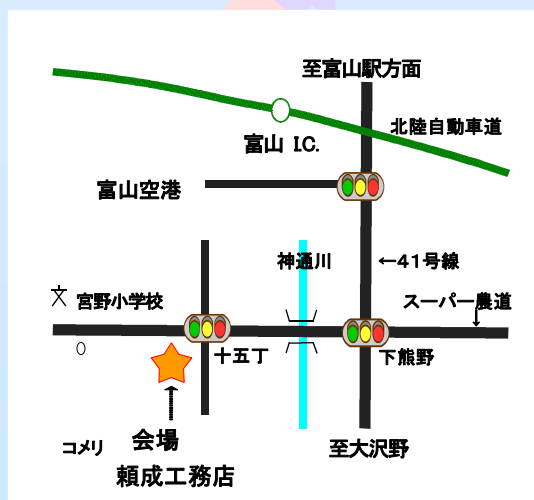 至富山駅方面
北陸自動車道
富山 I.C.
富山空港
神通川
←41号線
宮野小学校
スーパー農道
十五丁
下熊野
コメリ
会場
至大沢野
頼成工務店